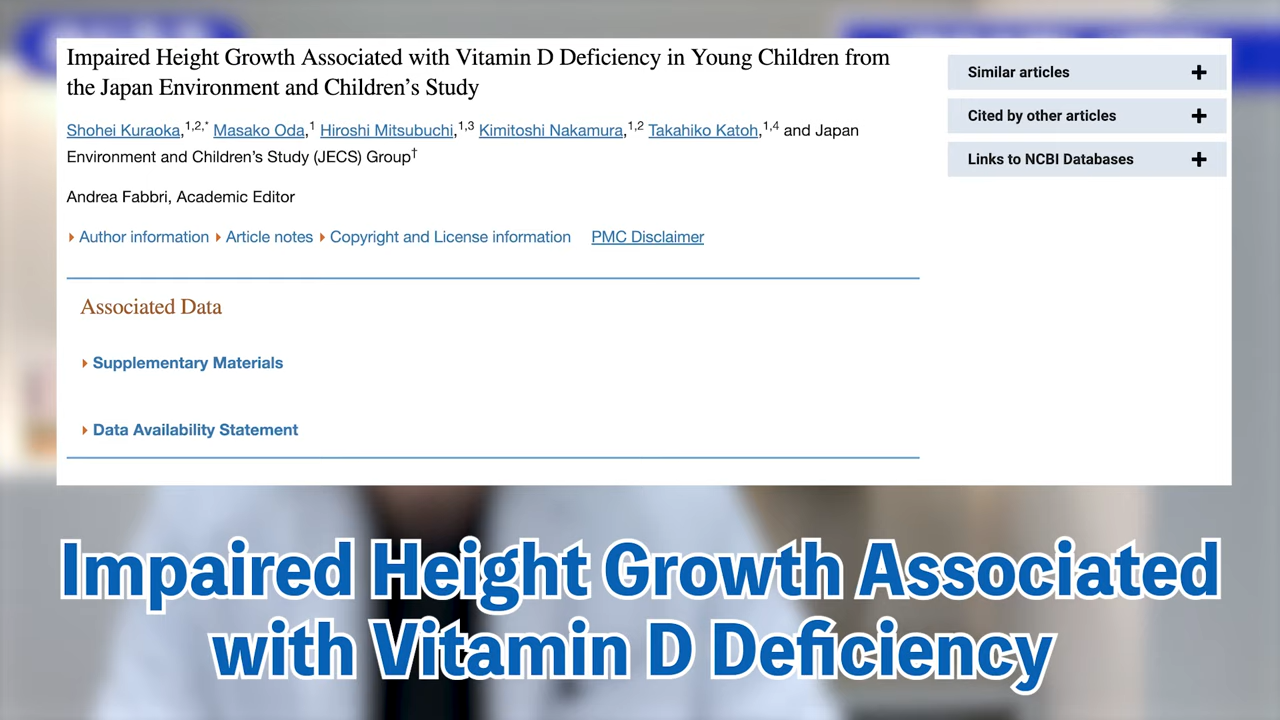 Impaired Height Growth Associated with Vitamin D Deficiency in Young Children from
the Japan Environment and Children’s Study
Shohei Kuraoka,1,2,* Masako Oda,1 Hiroshi Mitsubuchi,1,3 Kimitoshi Nakamura,1,2 Takahiko Katoh,1,4 and Japan
Environment and Children’s Study (JECS) Group†
Andrea Fabbri, Academic Editor
Author information Article notes Copyright and License information PMC Disclaimer
Associated Data
Supplementary Materials
Data Availability Statement
Similar articles +
Cited by other articles +
Links to NCBI Databases +
Impaired Height Growth Associated
with Vitamin D Deficiency